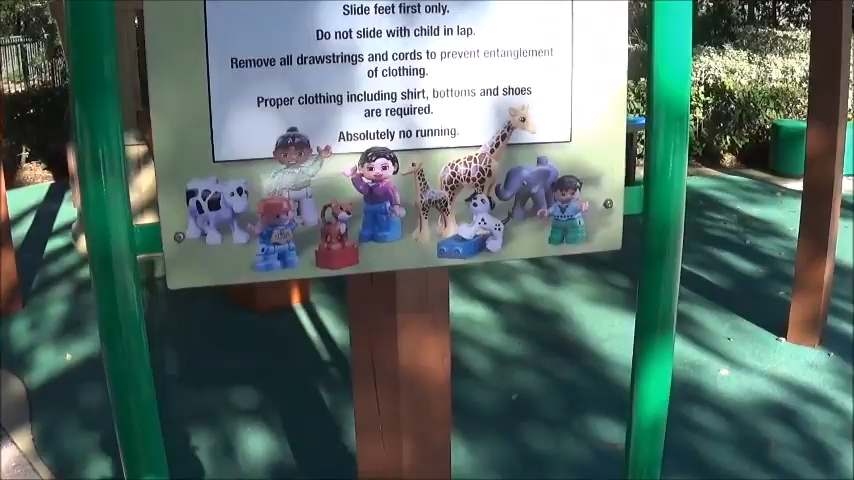 Slide feet first only.
Do not slide with child in lap.
Remove all drawstrings and cords to prevent entanglement
of clothing.
Proper clothing including shirt, bottoms and shoes
are required.
Absolutely no running.